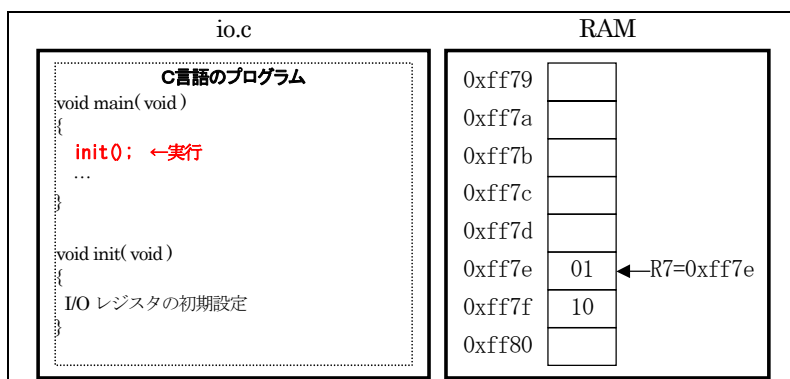 io.c
C言語のプログラム
void main( void )
{
init(); ←実行
…
}
void init( void )
{
I/O レジスタの初期設定
}
RAM
0xff79
0xff7a
0xff7b
0xff7c
0xff7d
0xff7e 01 ←R7=0xff7e
0xff7f 10
0xff80